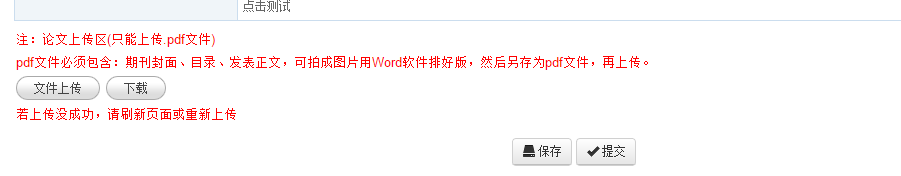 点击测试
注：论文上传区(只能上传.pdf文件)
pdf文件必须包含：期刊封面、目录、发表正文，可拍成图片用Word软件排好版，然后另存为pdf文件，再上传。
文件上传 下载
若上传没成功，请刷新页面或重新上传
保存 提交